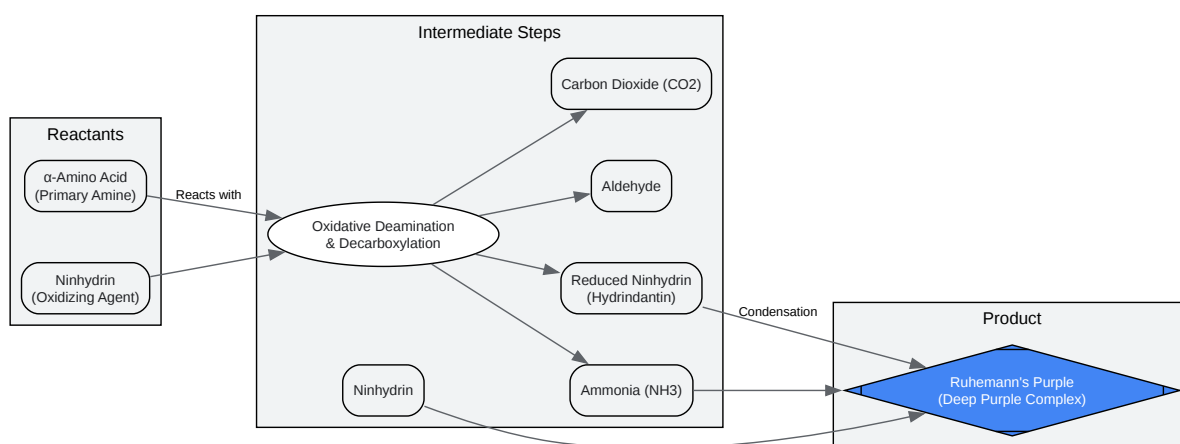 Intermediate Steps
Carbon Dioxide (CO2)
Reactants
α-Amino Acid
(Primary Amine)
Reacts with
Aldehyde
Oxidative Deamination
& Decarboxylation
Ninhydrin
(Oxidizing Agent)
Reduced Ninhydrin
(Hydrindantin)
Condensation
Product
Ninhydrin
Ammonia (NH3)
Ruhemann's Purple
(Deep Purple Complex)